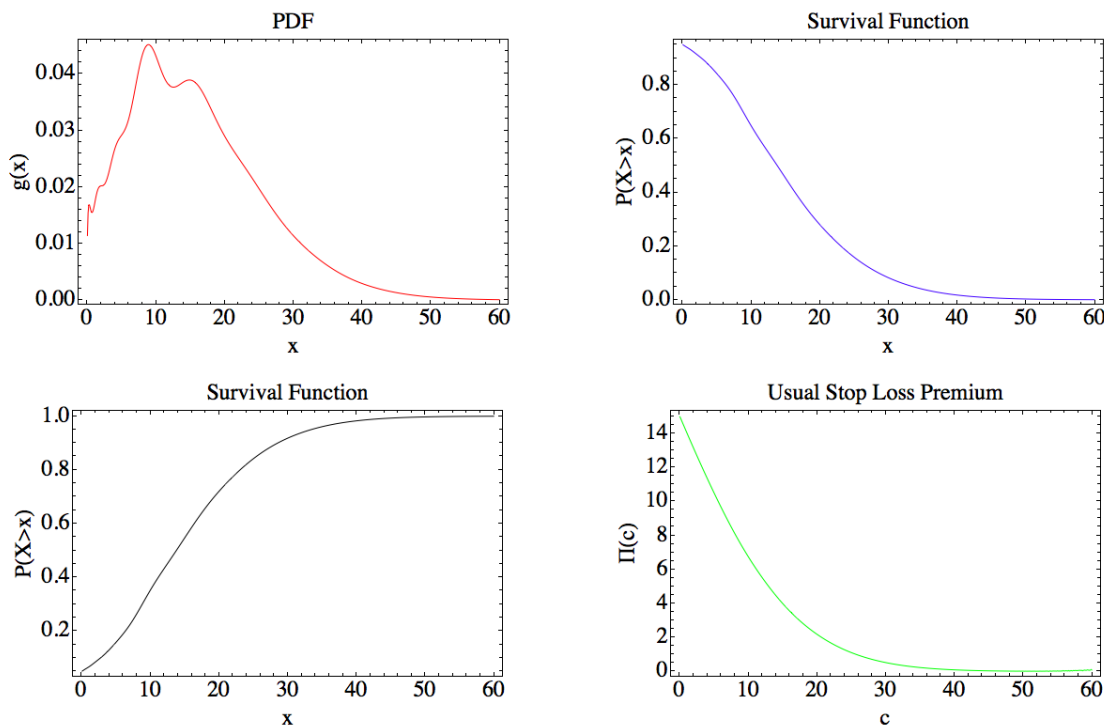 PDF
0.04
0.03
0.02
0.01
0.00
g(x)
0 10 20 30 40 50 60
x
Survival Function
0.8
0.6
0.4
0.2
0.0
P(X>x)
0 10 20 30 40 50 60
x
Survival Function
1.0
0.8
0.6
0.4
0.2
P(X>x)
0 10 20 30 40 50 60
x
Usual Stop Loss Premium
14
12
10
8
6
4
2
0
Π(c)
0 10 20 30 40 50 60
c